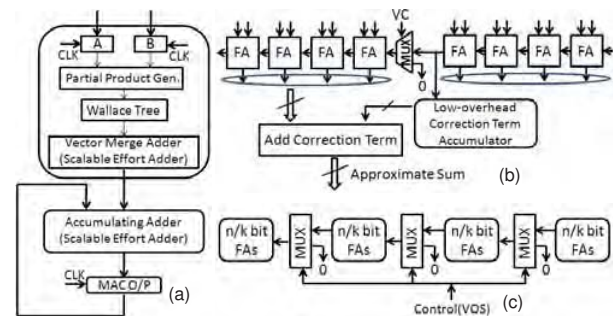 A
B
CLK
CLK
Partial Product Gen.
Wallace Tree
Vector Merge Adder
(Scalable Effort Adder)
Accumulating Adder
(Scalable Effort Adder)
CLK
MAC O/P
(a)
VC
FA
FA
FA
FA
MUX
FA
FA
FA
FA
0
Add Correction Term
Low-overhead
Correction Term
Accumulator
(b)
Approximate Sum
n/k bit
FAs
MUX
n/k bit
FAs
MUX
n/k bit
FAs
MUX
n/k bit
FAs
0
0
0
Control(VOS)
(c)